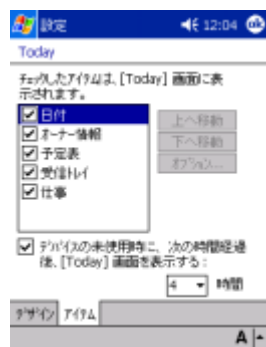 設定 12:04 ok
Today
チェックしたアイテムは、[Today] 画面に表
示されます。
日付
オーナー情報
予定表
受信トレイ
仕事
上へ移動
下へ移動
オプション...
デバイスの未使用時に、次の時間経過
後、[Today] 画面を表示する:
4 時間
デザイン アイテム
A